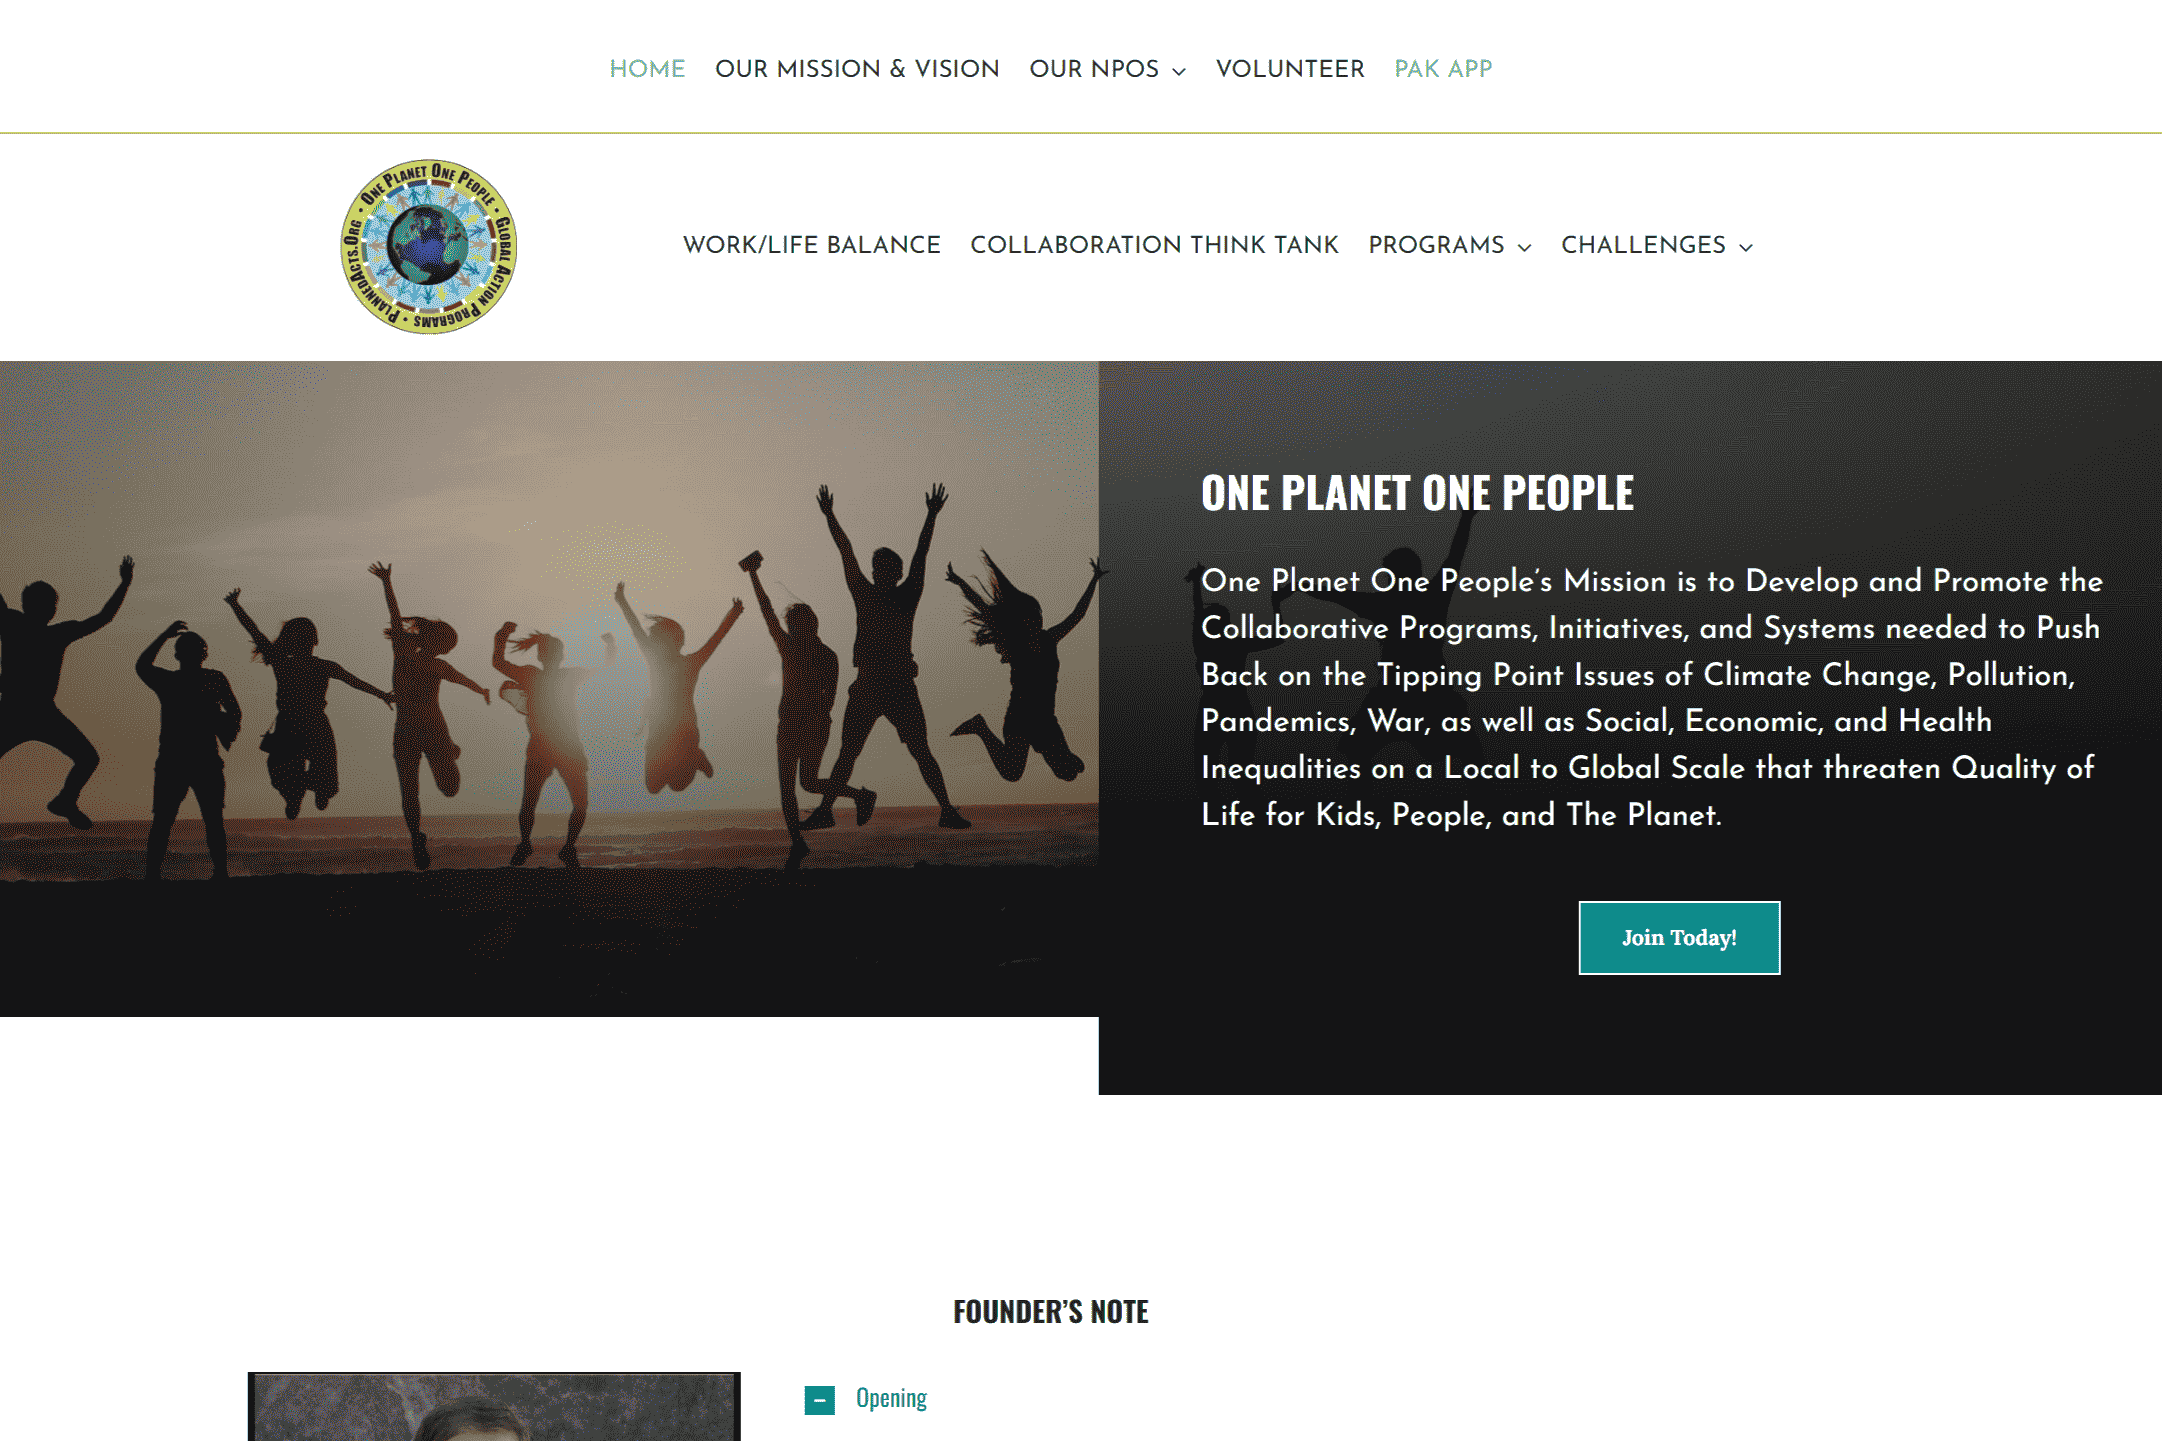 HOME OUR MISSION & VISION OUR NPOS VOLUNTEER PAK APP
One Planet One People • Global Action Programs • PlannedActs.Org
WORK/LIFE BALANCE COLLABORATION THINK TANK PROGRAMS CHALLENGES
ONE PLANET ONE PEOPLE
One Planet One People’s Mission is to Develop and Promote the
Collaborative Programs, Initiatives, and Systems needed to Push
Back on the Tipping Point Issues of Climate Change, Pollution,
Pandemics, War, as well as Social, Economic, and Health
Inequalities on a Local to Global Scale that threaten Quality of
Life for Kids, People, and The Planet.
Join Today!
FOUNDER’S NOTE
Opening